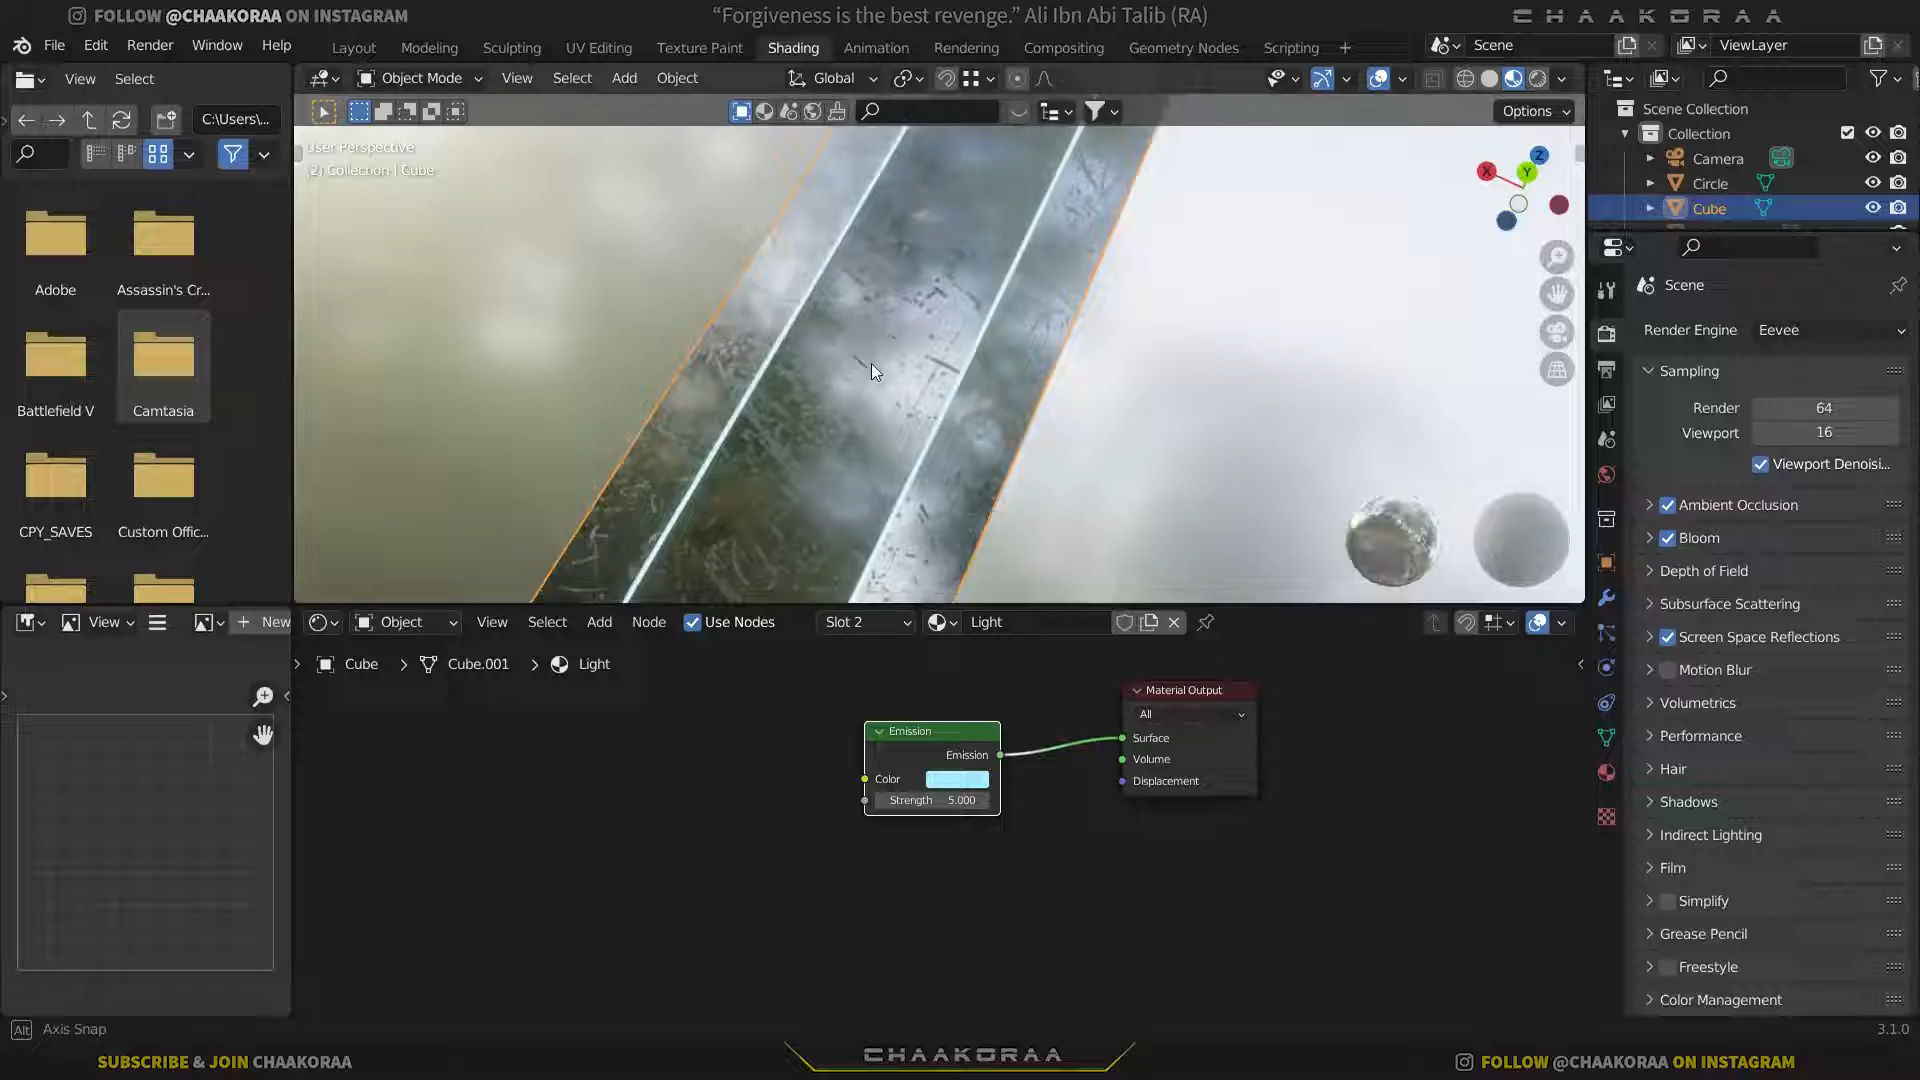 FOLLOW @CHAAKORAA ON INSTAGRAM
“Forgiveness is the best revenge.” Ali Ibn Abi Talib (RA)
CHAAKORAA
File Edit Render Window Help
Layout Modeling Sculpting UV Editing Texture Paint Shading Animation Rendering Compositing Geometry Nodes Scripting +
Scene
ViewLayer
View Select
Object Mode View Select Add Object Global
C:\Users\...
Options
User Perspective
(2) Collection | Cube
X Y Z
Scene Collection
Collection
Camera
Circle
Cube
Adobe
Assassin's Cr...
Battlefield V
Camtasia
CPY_SAVES
Custom Offic...
Scene
Render Engine Eevee
Sampling
Render 64
Viewport 16
Viewport Denoisi...
Ambient Occlusion
Bloom
Depth of Field
Subsurface Scattering
Screen Space Reflections
Motion Blur
Volumetrics
Performance
Hair
Shadows
Indirect Lighting
Film
Simplify
Grease Pencil
Freestyle
Color Management
View
New
Object View Select Add Node Use Nodes Slot 2 Light
Cube > Cube.001 > Light
Emission
Emission
Color
Strength 5.000
Material Output
All
Surface
Volume
Displacement
Alt Axis Snap
3.1.0
SUBSCRIBE & JOIN CHAAKORAA
CHAAKORAA
FOLLOW @CHAAKORAA ON INSTAGRAM